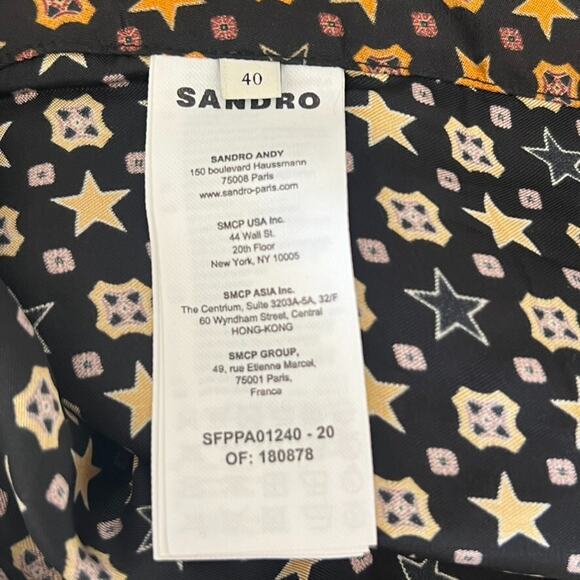 40
SANDRO
SANDRO ANDY
150 boulevard Haussmann
75008 Paris
www.sandro-paris.com
SMCP USA Inc.
44 Wall St.
20th Floor
New York, NY 10005
SMCP ASIA Inc.
The Centrium, Suite 3203A-5A, 32/F
60 Wyndham Street, Central
HONG-KONG
SMCP GROUP,
49, rue Etienne Marcel,
75001 Paris,
France
SFPPA01240 - 20
OF: 180878